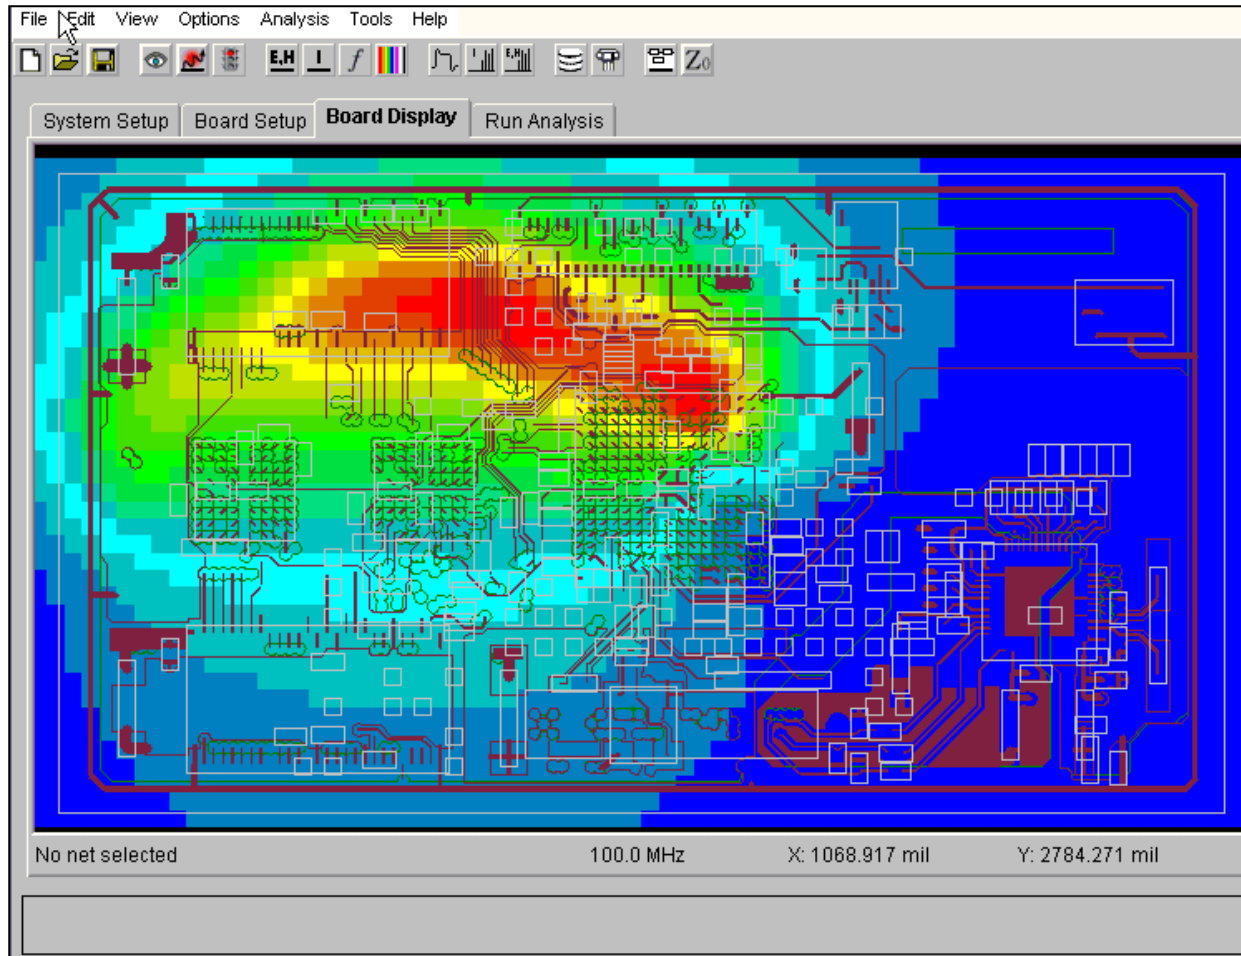 File Edit View Options Analysis Tools Help
E,H I f I E,H Z0
System Setup Board Setup Board Display Run Analysis
No net selected 100.0 MHz X: 1068.917 mil Y: 2784.271 mil